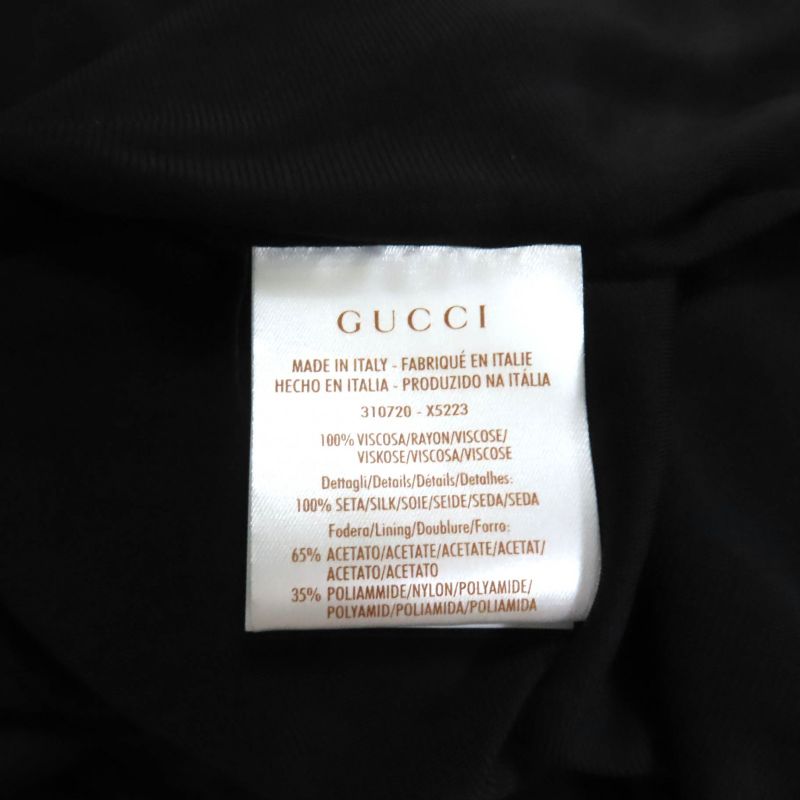 GUCCI
MADE IN ITALY - FABRIQUÉ EN ITALIE
HECHO EN ITALIA - PRODUZIDO NA ITÁLIA
310720 - X5223
100% VISCOSA/RAYON/VISCOSE/
VISKOSE/VISCOSA/VISCOSE
Dettagli/Details/Détails/Detalhes:
100% SETA/SILK/SOIE/SEIDE/SEDA/SEDA
Fodera/Lining/Doublure/Forro:
65% ACETATO/ACETATE/ACETATE/ACETAT/
ACETATO/ACETATO
35% POLIAMMIDE/NYLON/POLYAMIDE/
POLYAMID/POLIAMIDA/POLIAMIDA